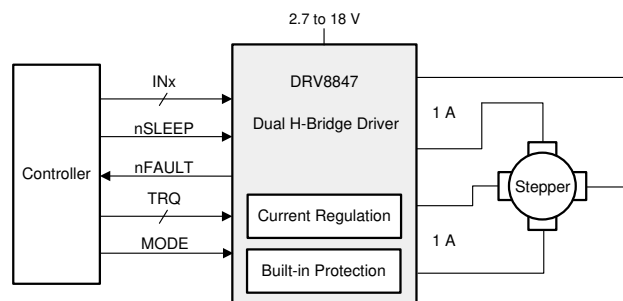 2.7 to 18 V
DRV8847
Dual H-Bridge Driver
Controller
INx
nSLEEP
nFAULT
TRQ
MODE
Current Regulation
Built-in Protection
1 A
1 A
Stepper